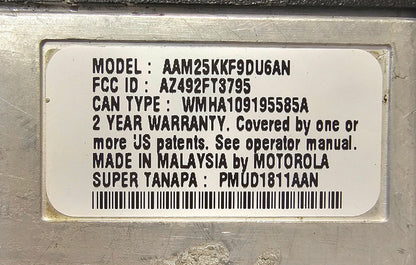 MODEL : AAM25KKF9DU6AN
FCC ID : AZ492FT3795
CAN TYPE : WMHA109195585A
2 YEAR WARRANTY. Covered by one or
more US patents. See operator manual.
MADE IN MALAYSIA by MOTOROLA
SUPER TANAPA : PMUD1811AAN